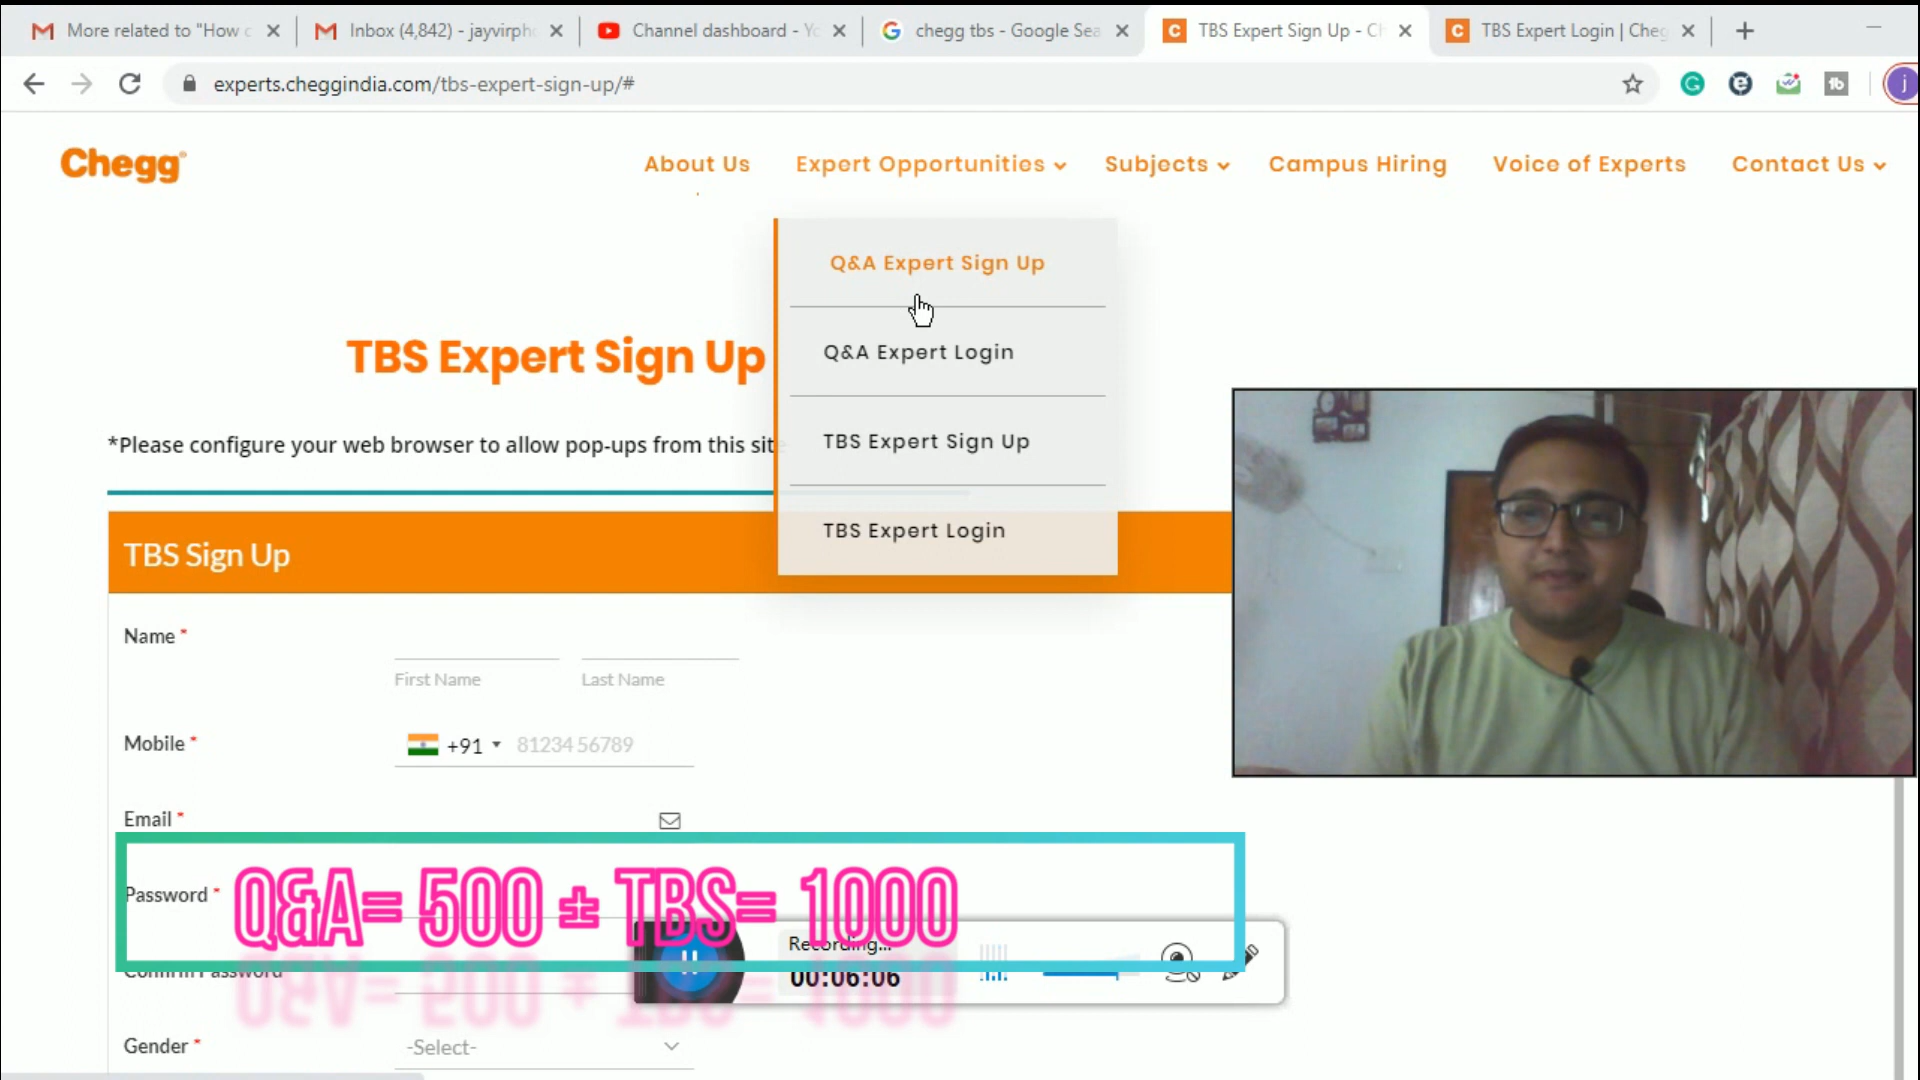 More related to "How
Inbox (4,842) - jayvirph
Channel dashboard - Yo
chegg tbs - Google Sea
TBS Expert Sign Up - Ch
TBS Expert Login | Cheg
experts.cheggindia.com/tbs-expert-sign-up/#
Chegg
About Us
Expert Opportunities
Subjects
Campus Hiring
Voice of Experts
Contact Us
Q&A Expert Sign Up
Q&A Expert Login
TBS Expert Sign Up
TBS Expert Login
TBS Expert Sign Up
*Please configure your web browser to allow pop-ups from this sit
TBS Sign Up
Name *
First Name
Last Name
Mobile *
+91
81234 56789
Email *
Password *
Q&A= 500 ± TBS= 1000
Confirm Password
Recording...
00:06:06
Gender *
-Select-